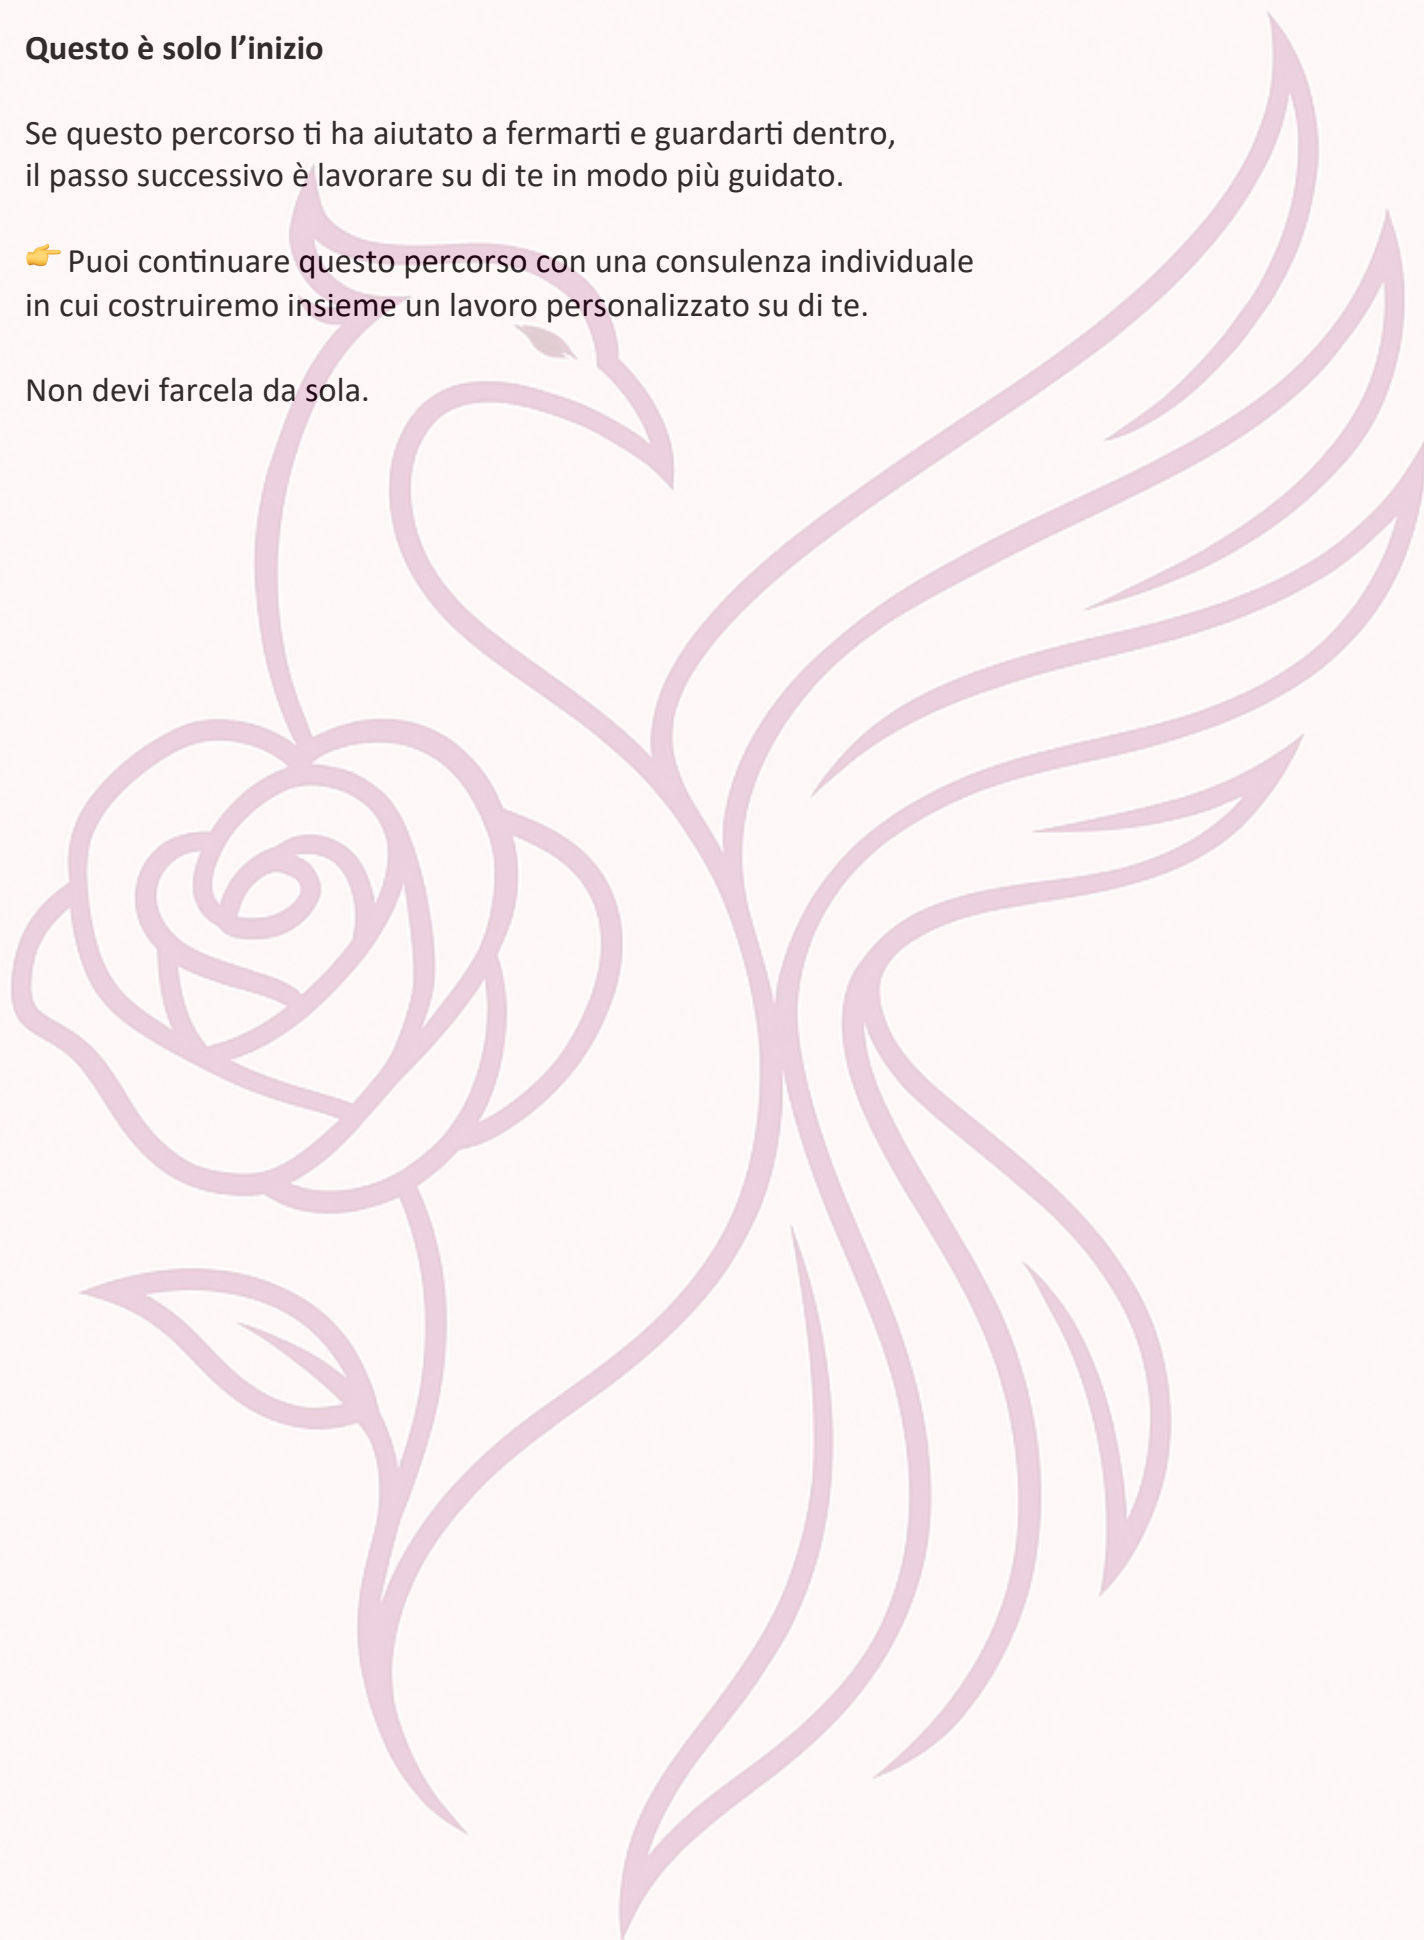 Questo è solo l’inizio
Se questo percorso ti ha aiutato a fermarti e guardarti dentro,
il passo successivo è lavorare su di te in modo più guidato.
👉 Puoi continuare questo percorso con una consulenza individuale
in cui costruiremo insieme un lavoro personalizzato su di te.
Non devi farcela da sola.